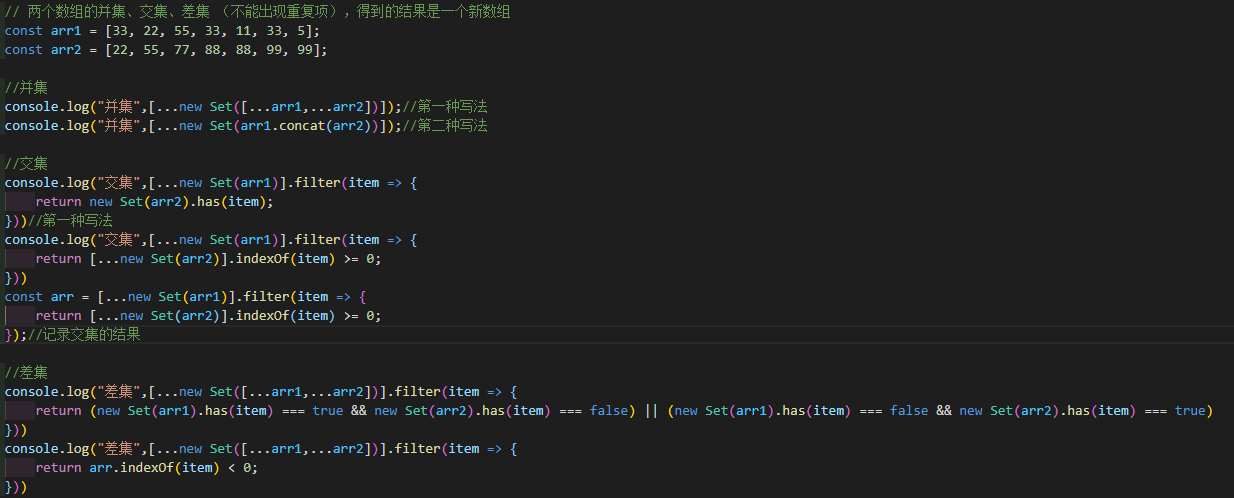 // 两个数组的并集、交集、差集 （不能出现重复项），得到的结果是一个新数组
const arr1 = [33, 22, 55, 33, 11, 33, 5];
const arr2 = [22, 55, 77, 88, 88, 99, 99];
//并集
console.log("并集",[...new Set([...arr1,...arr2])]);//第一种写法
console.log("并集",[...new Set(arr1.concat(arr2))]);//第二种写法
//交集
console.log("交集",[...new Set(arr1)].filter(item => {
return new Set(arr2).has(item);
}))//第一种写法
console.log("交集",[...new Set(arr1)].filter(item => {
return [...new Set(arr2)].indexOf(item) >= 0;
}))
const arr = [...new Set(arr1)].filter(item => {
return [...new Set(arr2)].indexOf(item) >= 0;
});//记录交集的结果
//差集
console.log("差集",[...new Set([...arr1,...arr2])].filter(item => {
return (new Set(arr1).has(item) === true && new Set(arr2).has(item) === false) || (new Set(arr1).has(item) === false && new Set(arr2).has(item) === true)
}))
console.log("差集",[...new Set([...arr1,...arr2])].filter(item => {
return arr.indexOf(item) < 0;
}))